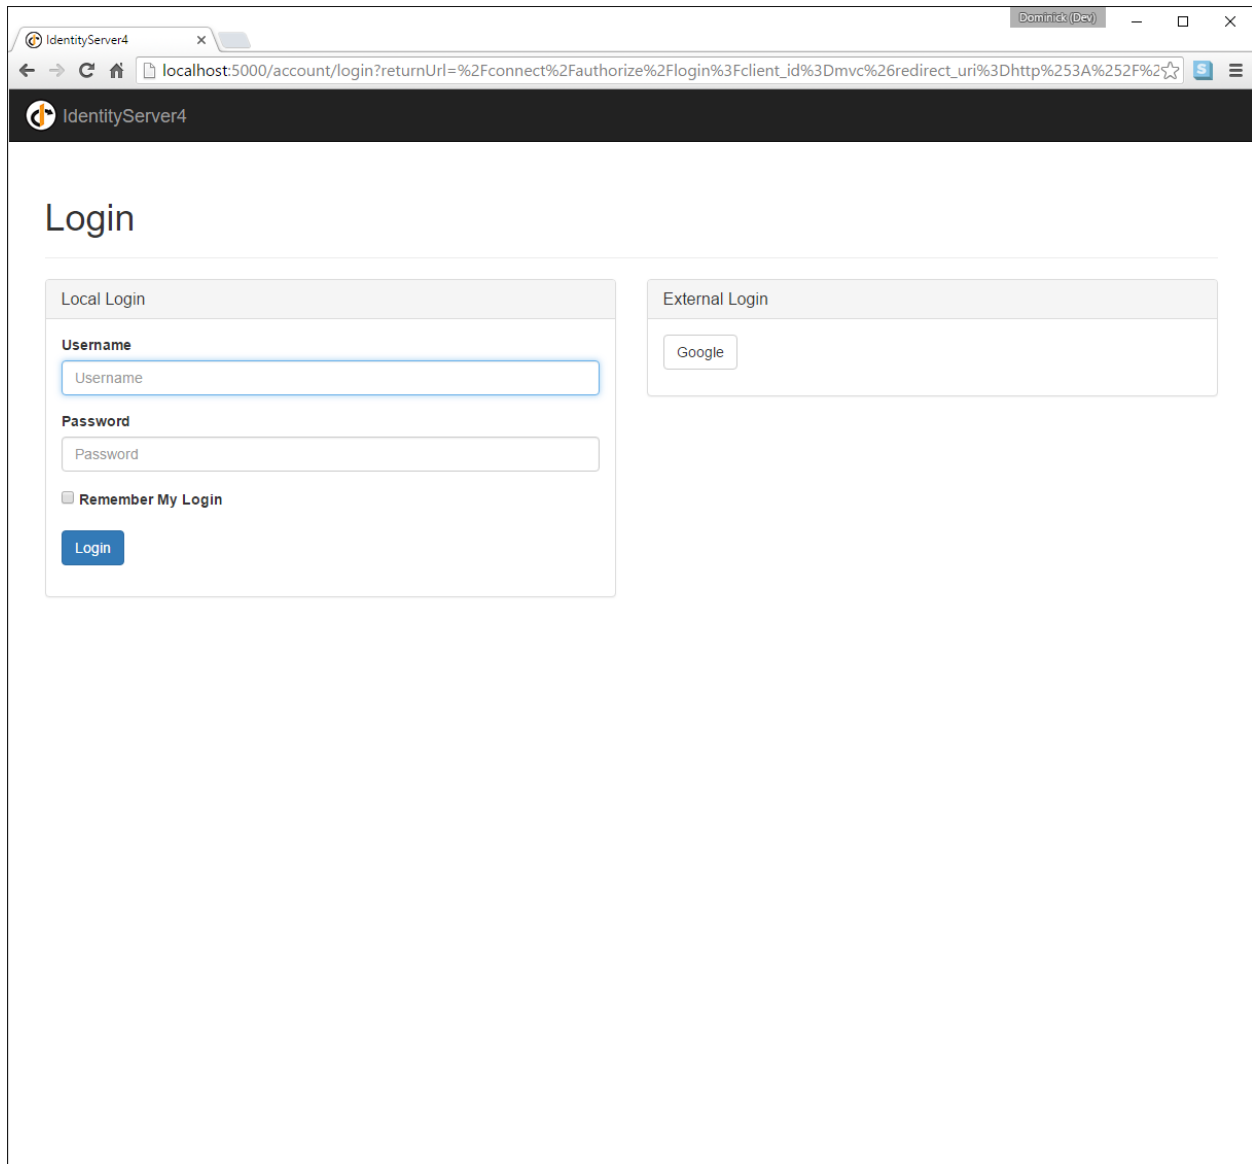 Dominick (Dev)
IdentityServer4
localhost:5000/account/login?returnUrl=%2Fconnect%2Fauthorize%2Flogin%3Fclient_id%3Dmvc%26redirect_uri%3Dhttp%253A%252F%2
S
IdentityServer4
Login
Local Login
External Login
Username
Username
Google
Password
Password
Remember My Login
Login